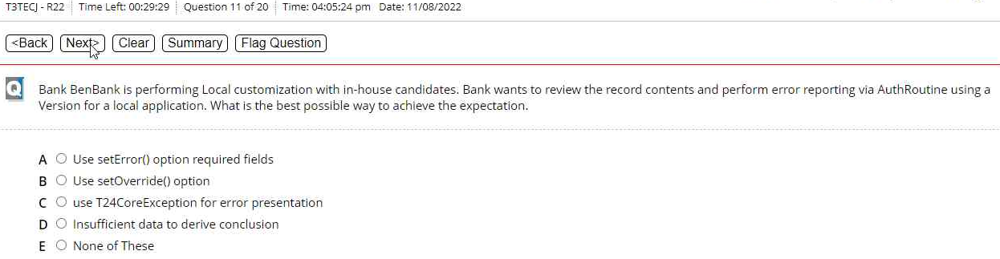 T3TECJ - R22 Time Left: 00:29:29 Question 11 of 20 Time: 04:05:24 pm Date: 11/08/2022
<Back Next> Clear Summary Flag Question
Q Bank BenBank is performing Local customization with in-house candidates. Bank wants to review the record contents and perform error reporting via AuthRoutine using a
Version for a local application. What is the best possible way to achieve the expectation.
A Use setError() option required fields
B Use setOverride() option
C use T24CoreException for error presentation
D Insufficient data to derive conclusion
E None of These